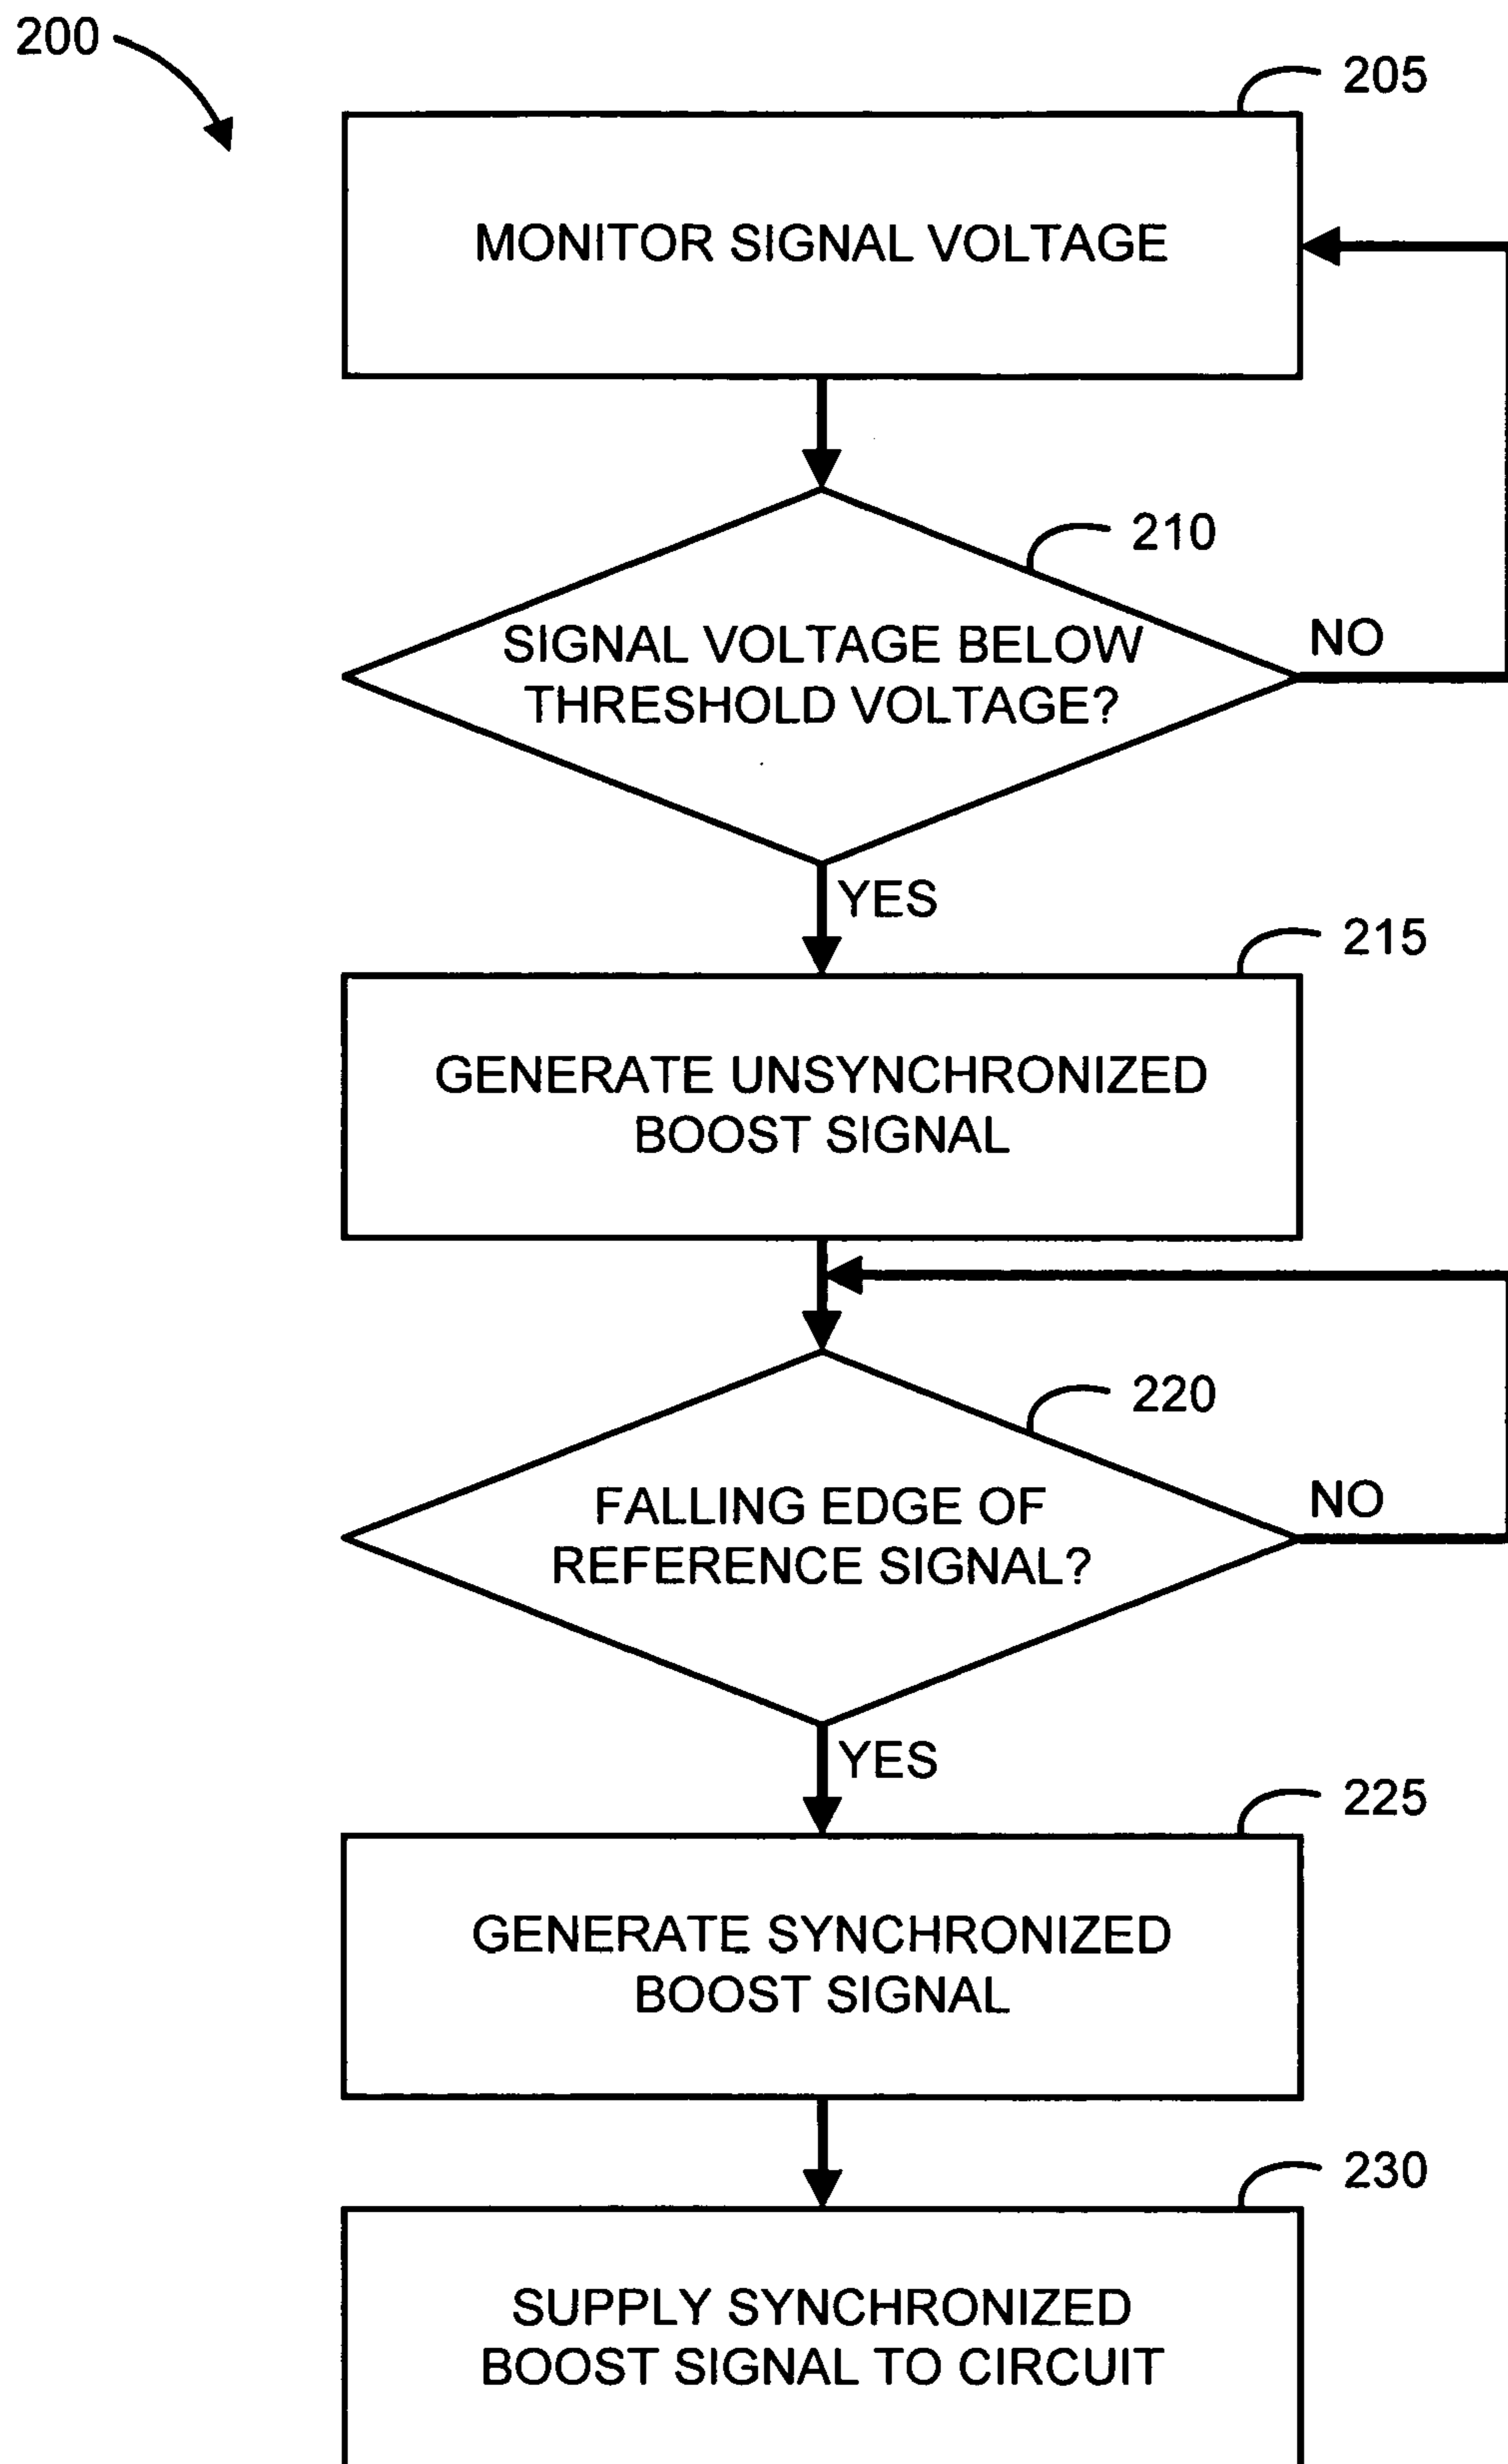 200
205
MONITOR SIGNAL VOLTAGE
210
SIGNAL VOLTAGE BELOW
THRESHOLD VOLTAGE?
NO
YES
215
GENERATE UNSYNCHRONIZED
BOOST SIGNAL
220
FALLING EDGE OF
REFERENCE SIGNAL?
NO
YES
225
GENERATE SYNCHRONIZED
BOOST SIGNAL
230
SUPPLY SYNCHRONIZED
BOOST SIGNAL TO CIRCUIT